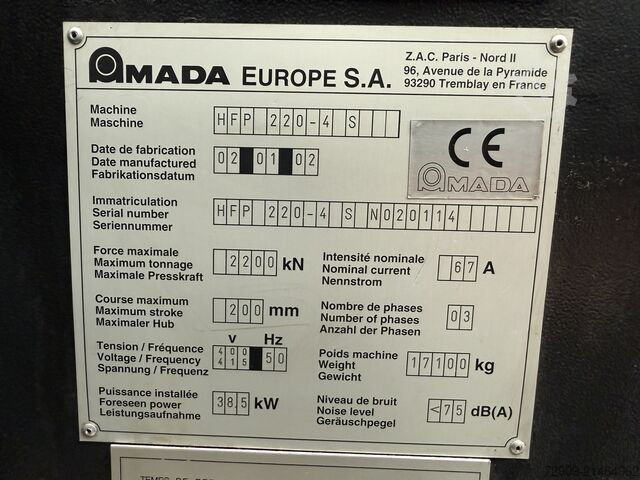 AMADA EUROPE S.A.
Z.A.C. Paris - Nord II
96, Avenue de la Pyramide
93290 Tremblay en France
Machine
Maschine
HFP 220-4 S
Date de fabrication
Date manufactured
Fabrikationsdatum
02 01 02
CE
AMADA
Immatriculation
Serial number
Seriennummer
HFP 220-4 S N020114
Force maximale
Maximum tonnage
Maximale Presskraft
2200 kN
Intensité nominale
Nominal current
Nennstrom
67 A
Course maximum
Maximum stroke
Maximaler Hub
200 mm
Nombre de phases
Number of phases
Anzahl der Phasen
03
Tension / Fréquence
Voltage / Frequency
Spannung / Frequenz
V Hz
400
415
50
Poids machine
Weight
Gewicht
17100 kg
Puissance installée
Foreseen power
Leistungsaufnahme
38,5 kW
Niveau de bruit
Noise level
Geräuschpegel
<75 dB(A)